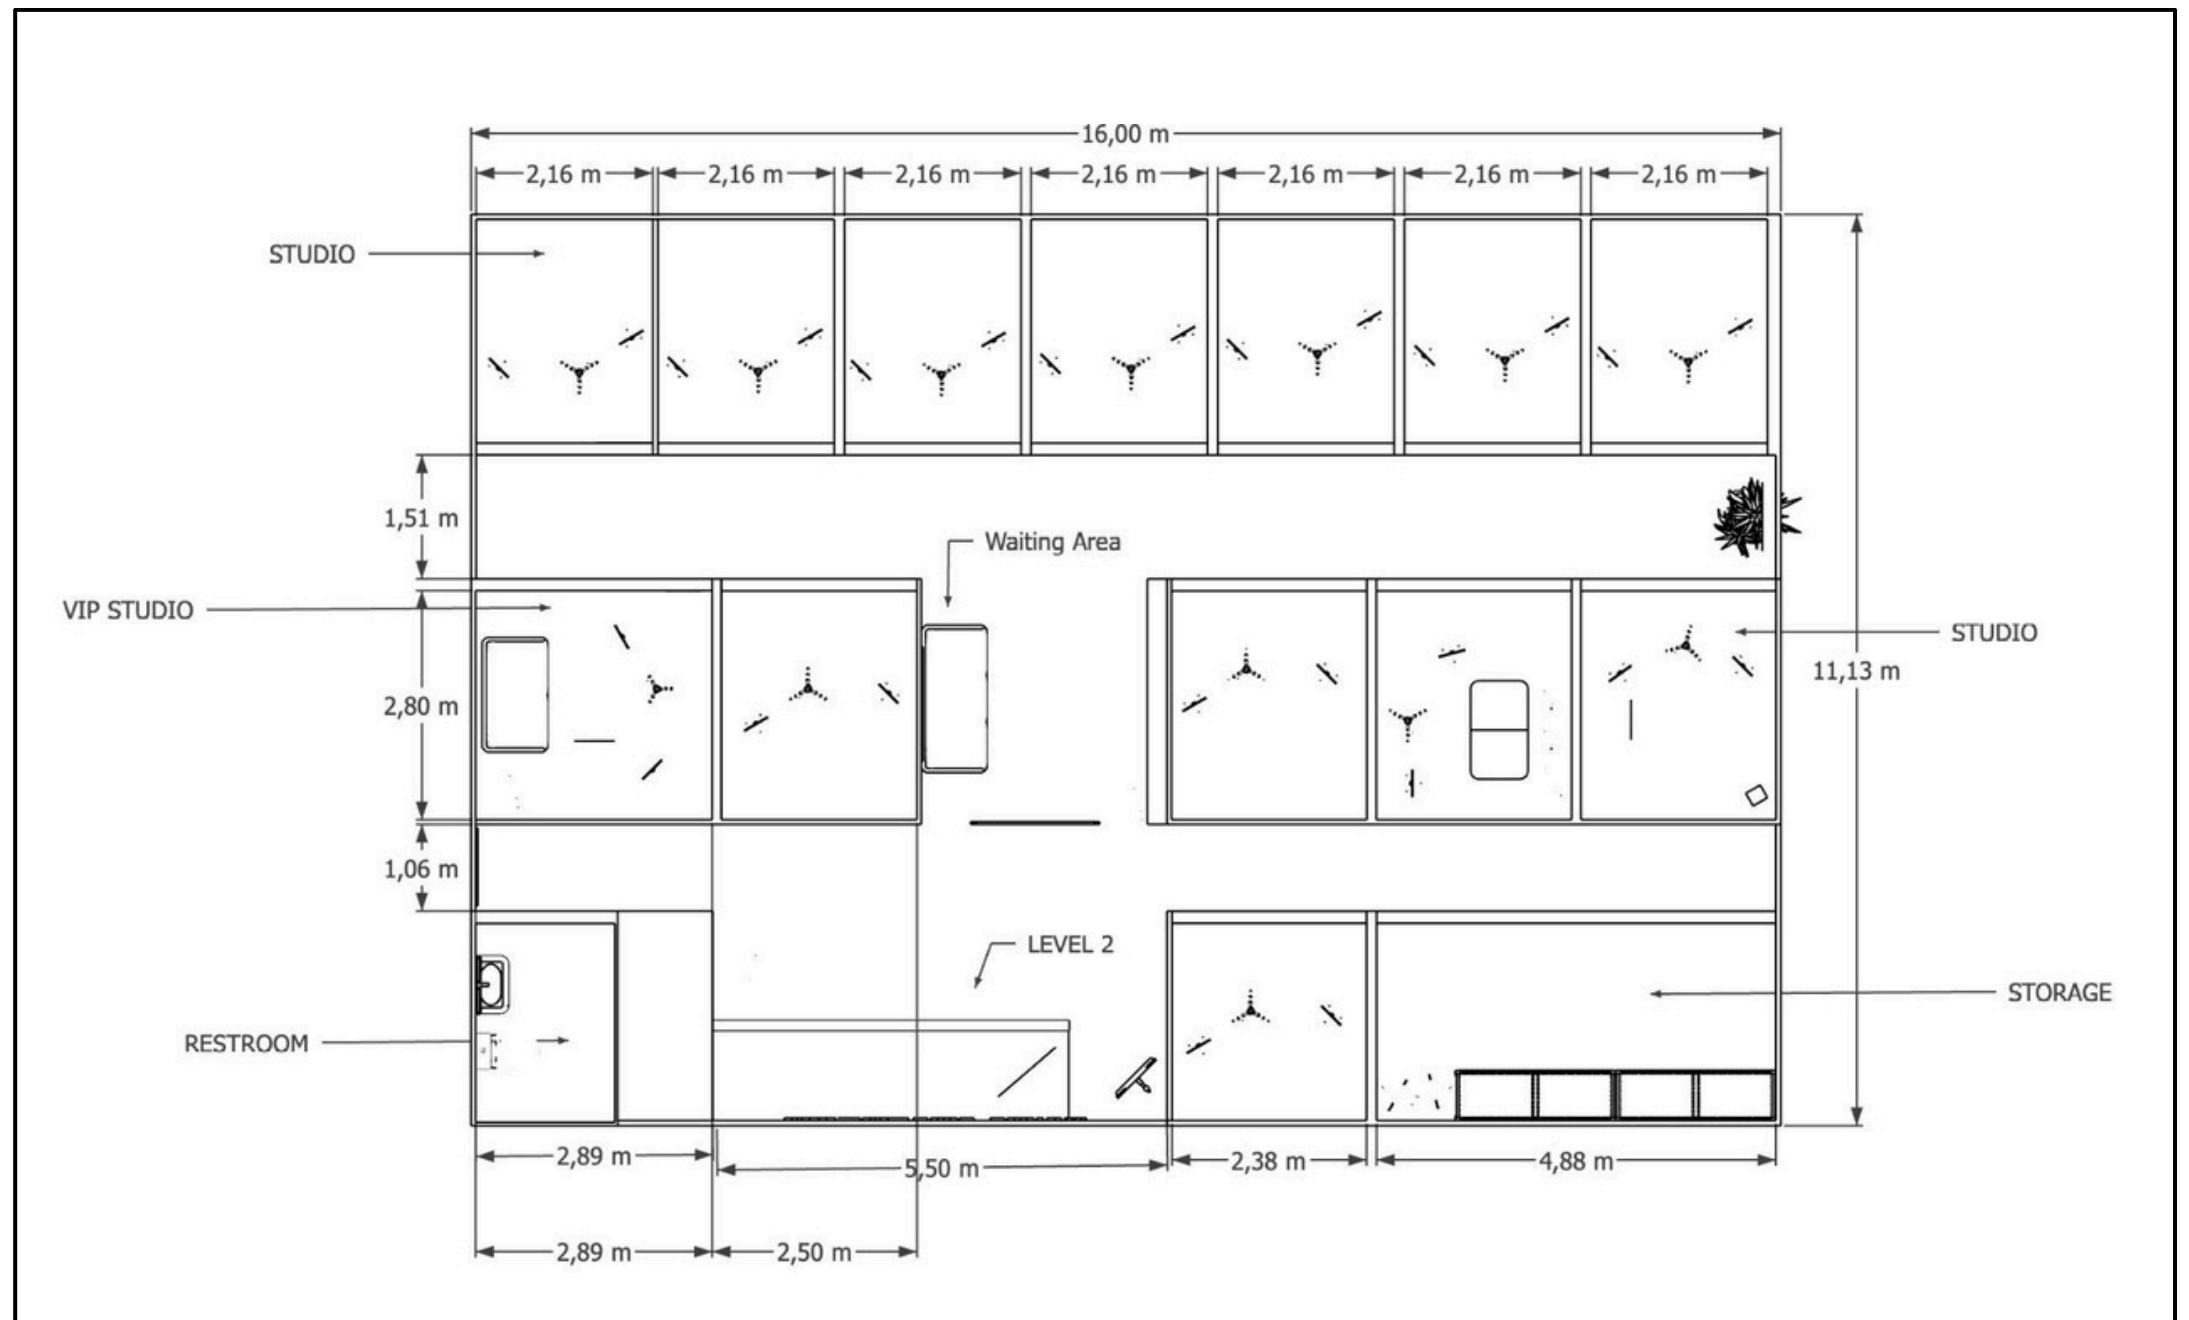 16,00 m
2,16 m 2,16 m 2,16 m 2,16 m 2,16 m 2,16 m 2,16 m
STUDIO
1,51 m
Waiting Area
VIP STUDIO
STUDIO
11,13 m
2,80 m
1,06 m
LEVEL 2
STORAGE
RESTROOM
2,89 m 5,50 m 2,38 m 4,88 m
2,89 m 2,50 m